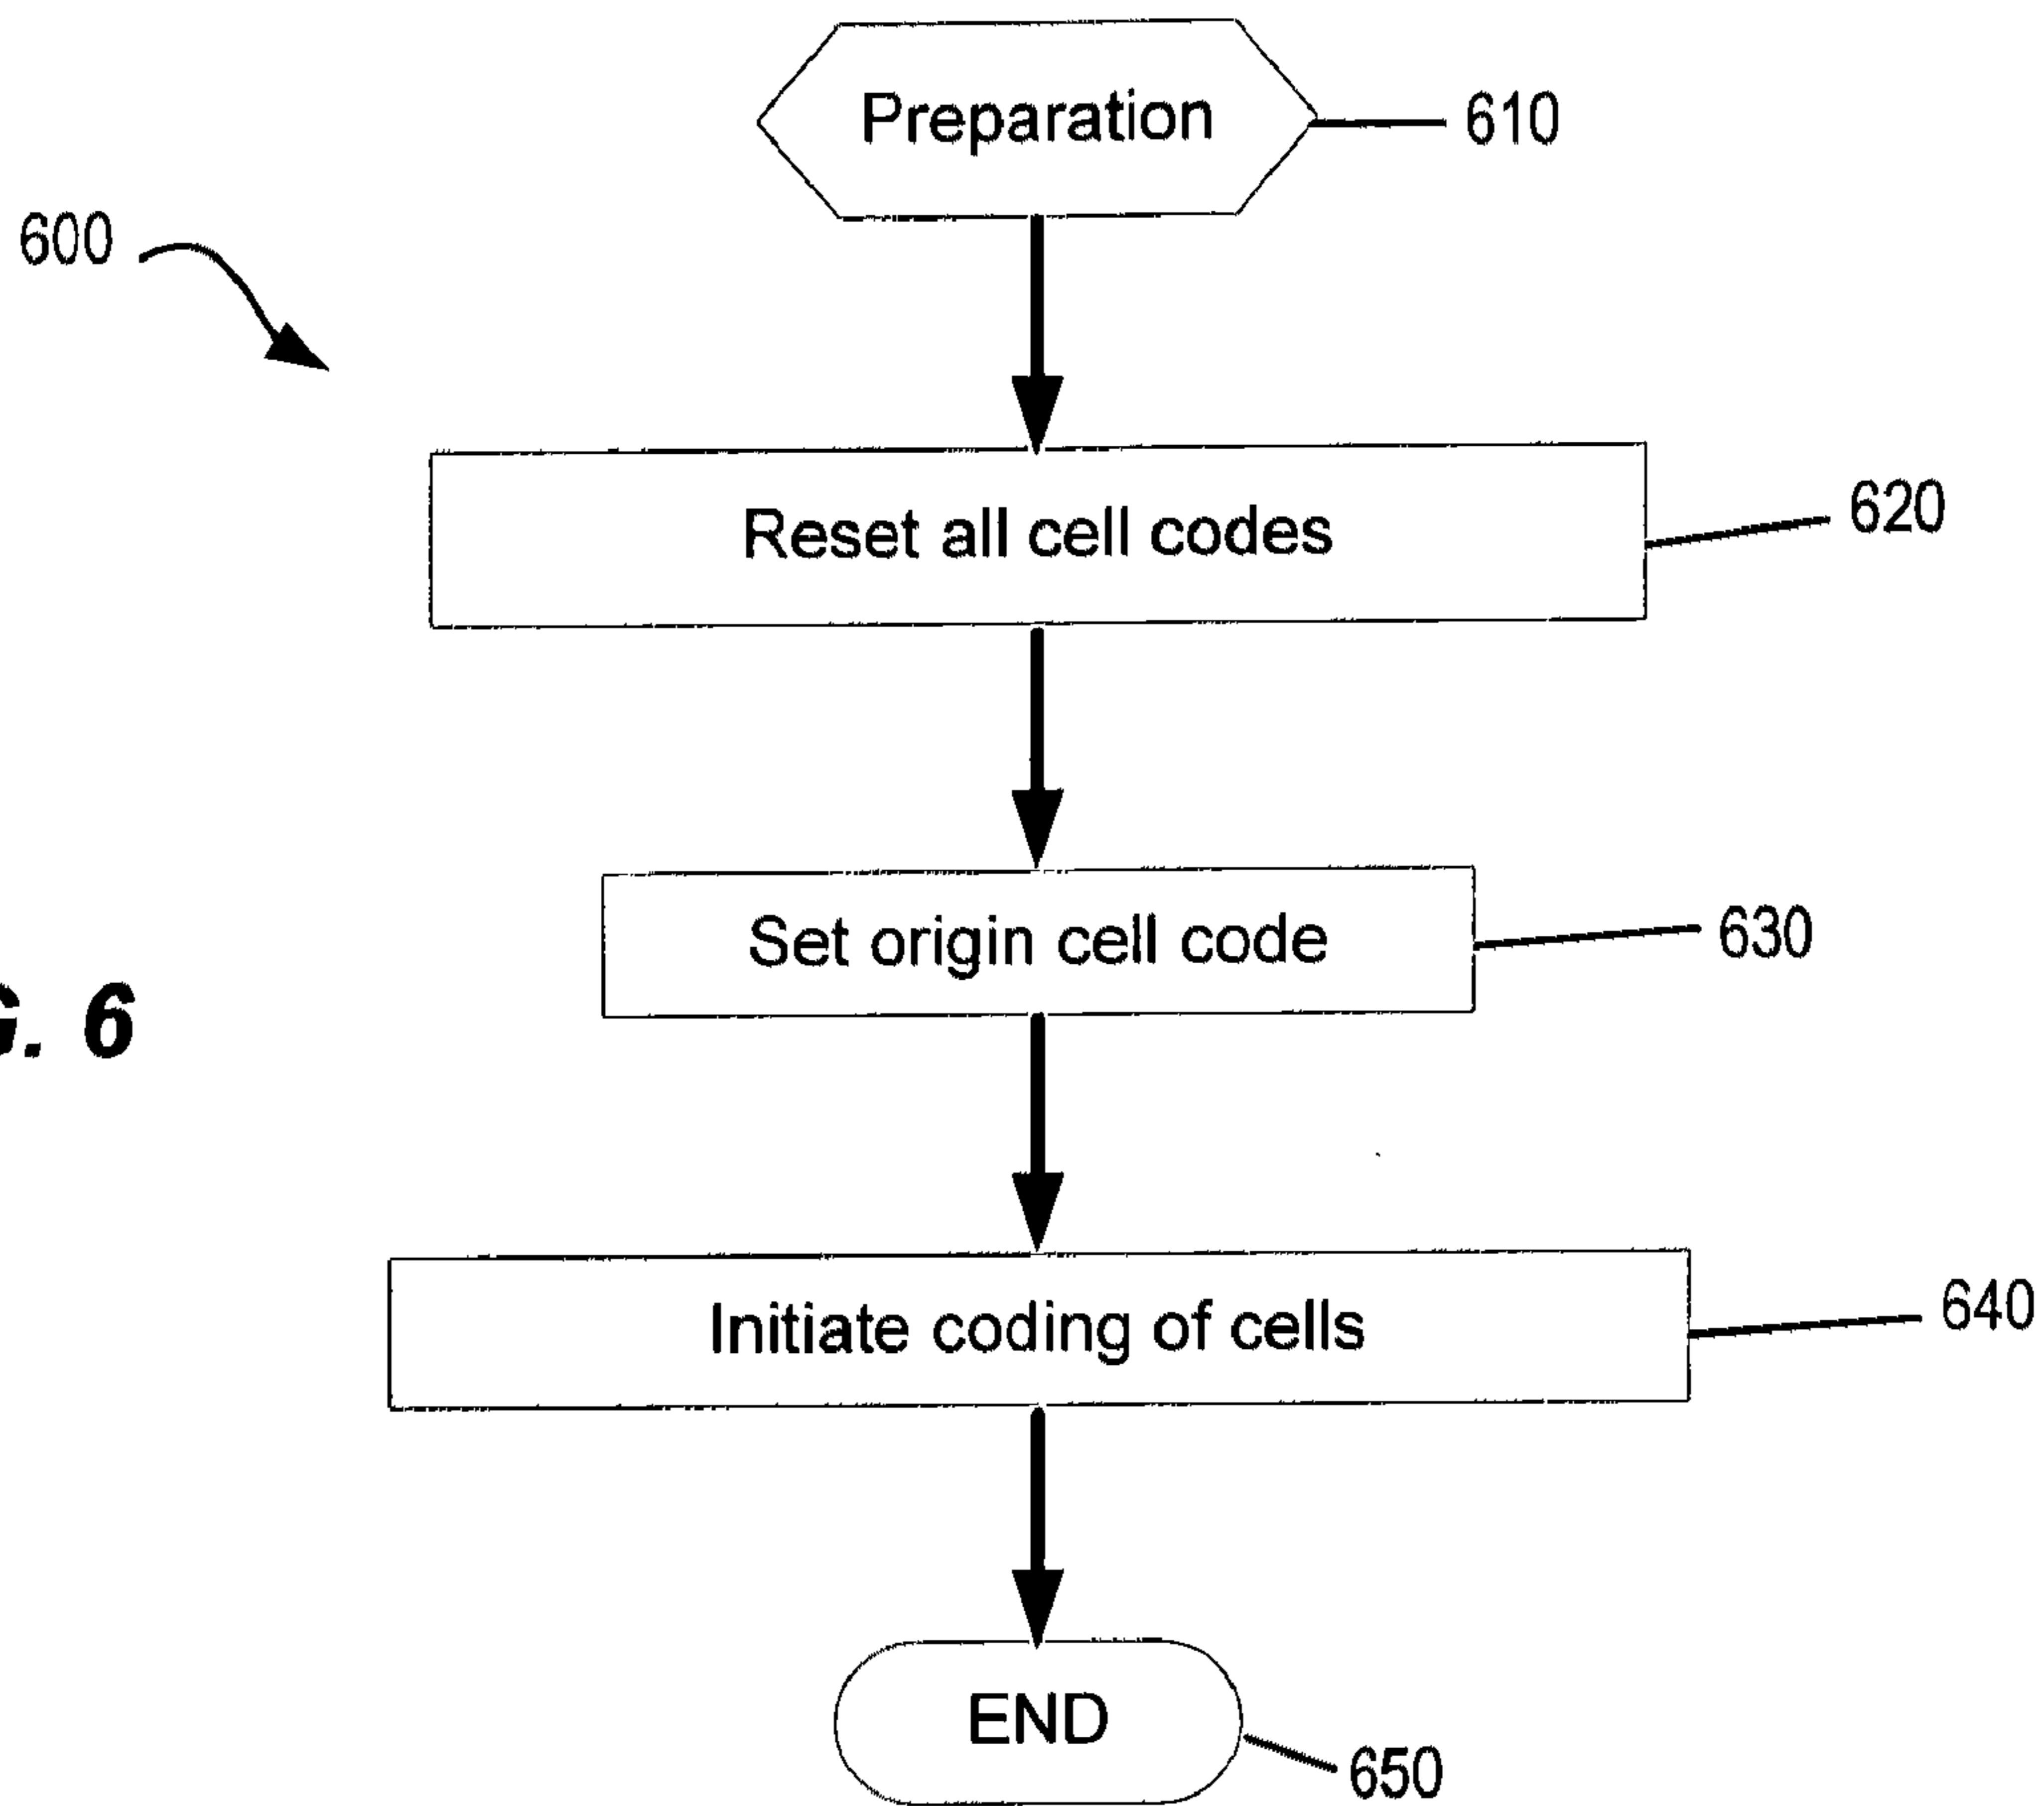 Preparation
610
600
Reset all cell codes
620
Set origin cell code
630
G. 6
Initiate coding of cells
640
END
650